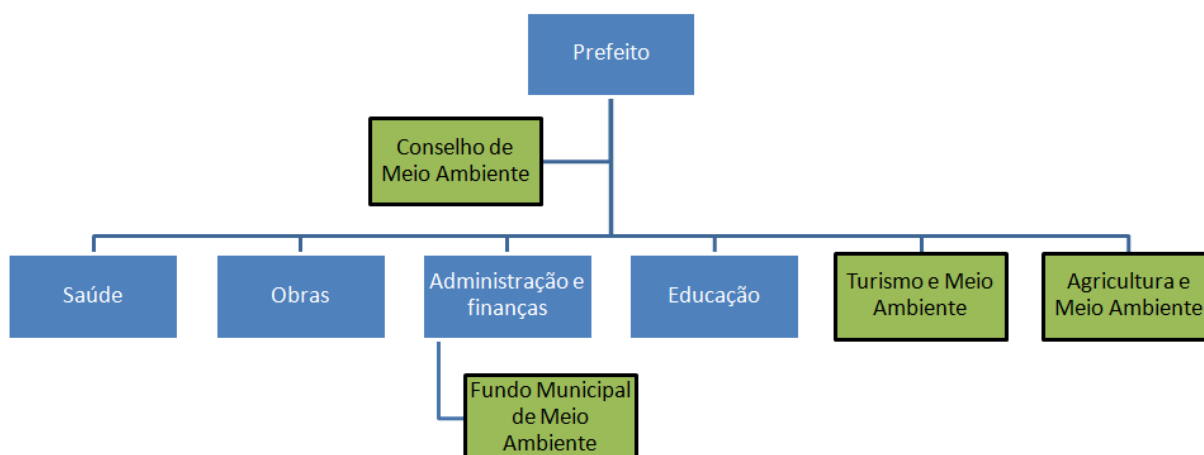 Prefeito
Conselho de
Meio Ambiente
Saúde
Obras
Administração e
finanças
Educação
Turismo e Meio
Ambiente
Agricultura e
Meio Ambiente
Fundo Municipal
de Meio
Ambiente